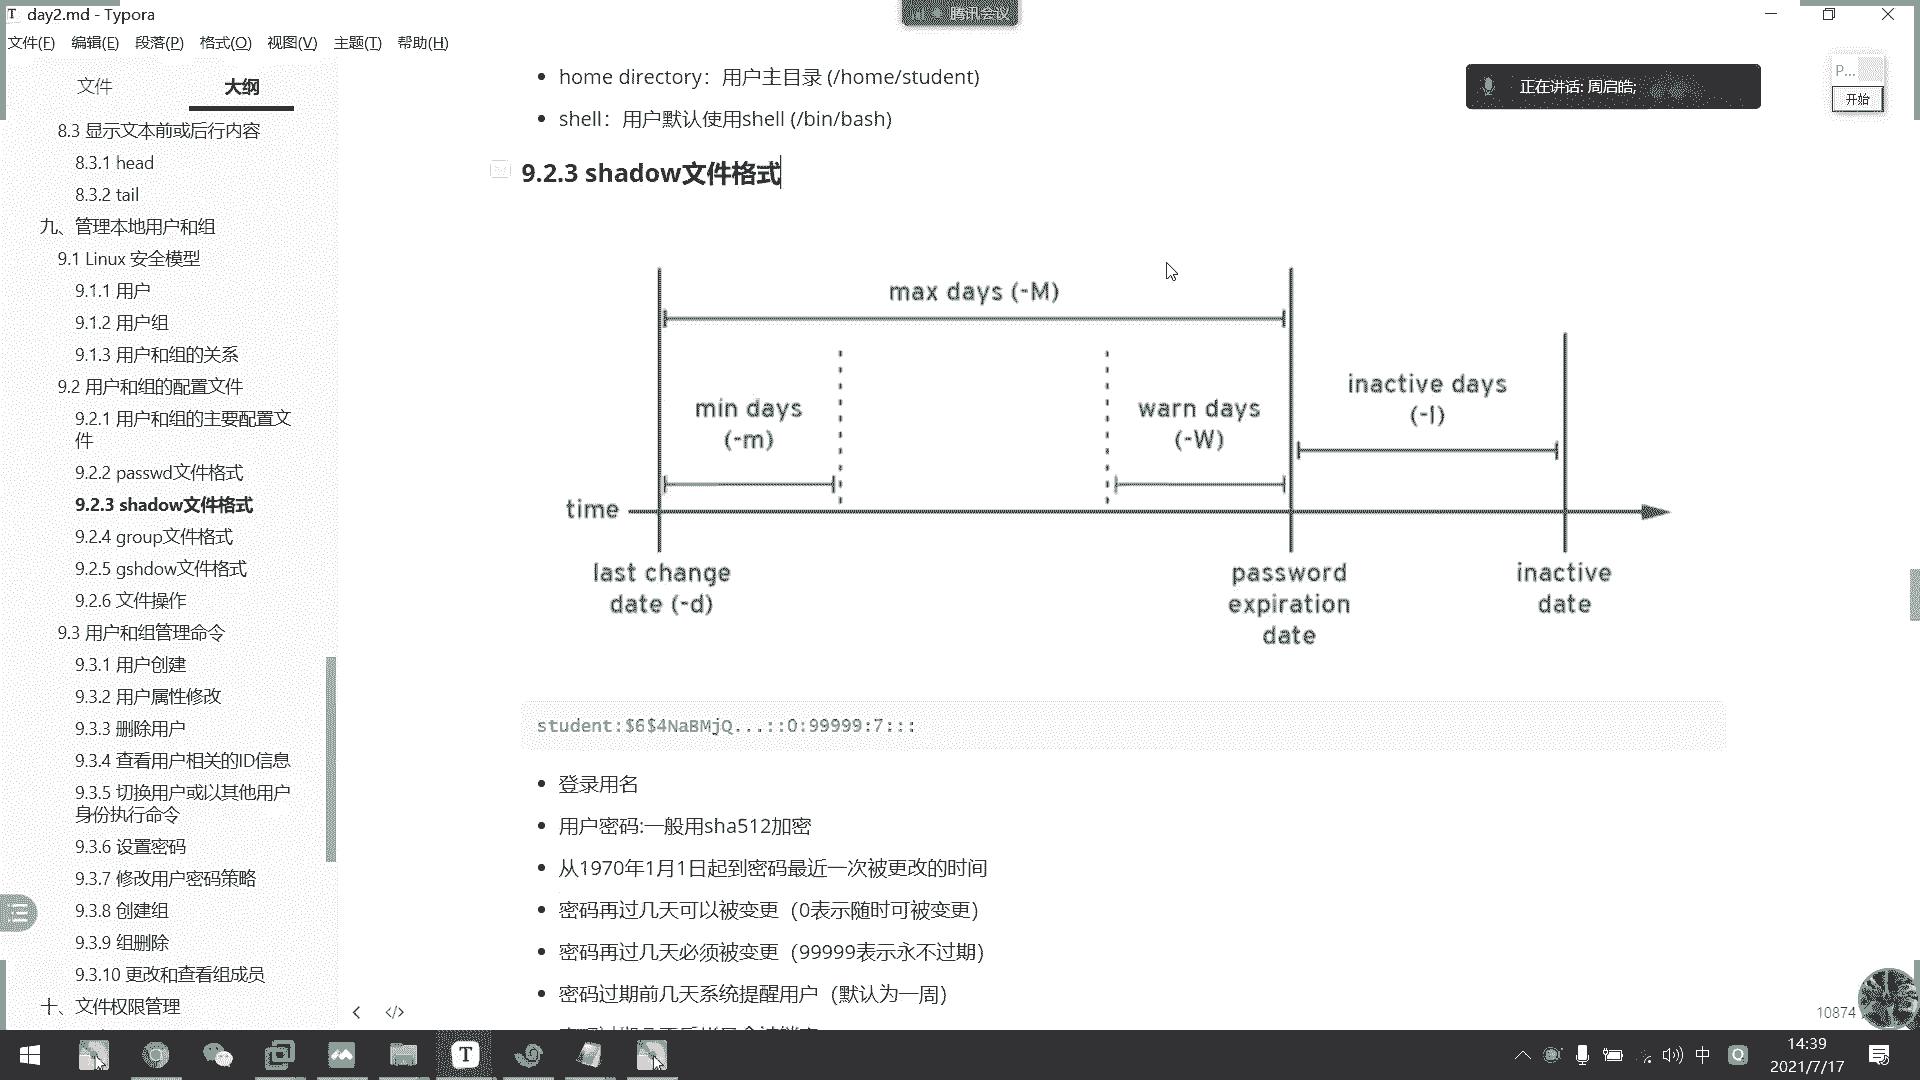 day2.md - Typora
腾讯会议
文件(F) 编辑(E) 段落(P) 格式(O) 视图(V) 主题(T) 帮助(H)
文件 大纲
8.3 显示文本前或后行内容
8.3.1 head
8.3.2 tail
九、管理本地用户和组
9.1 Linux 安全模型
9.1.1 用户
9.1.2 用户组
9.1.3 用户和组的关系
9.2 用户和组的配置文件
9.2.1 用户和组的主要配置文
件
9.2.2 passwd文件格式
9.2.3 shadow文件格式
9.2.4 group文件格式
9.2.5 gshdow文件格式
9.2.6 文件操作
9.3 用户和组管理命令
9.3.1 用户创建
9.3.2 用户属性修改
9.3.3 删除用户
9.3.4 查看用户相关的ID信息
9.3.5 切换用户或以其他用户
身份执行命令
9.3.6 设置密码
9.3.7 修改用户密码策略
9.3.8 创建组
9.3.9 组删除
9.3.10 更改和查看组成员
十、文件权限管理
home directory：用户主目录 (/home/student)
shell：用户默认使用shell (/bin/bash)
正在讲话: 周启皓;
P...
开始
9.2.3 shadow文件格式
max days (-M)
min days
(-m)
warn days
(-W)
inactive days
(-I)
time
last change
date (-d)
password
expiration
date
inactive
date
student:$6$4NaBMjQ...::0:99999:7:::
登录用名
用户密码:一般用sha512加密
从1970年1月1日起到密码最近一次被更改的时间
密码再过几天可以被变更（0表示随时可被变更）
密码再过几天必须被变更（99999表示永不过期）
密码过期前几天系统提醒用户（默认为一周）
10874
中
14:39
2021/7/17